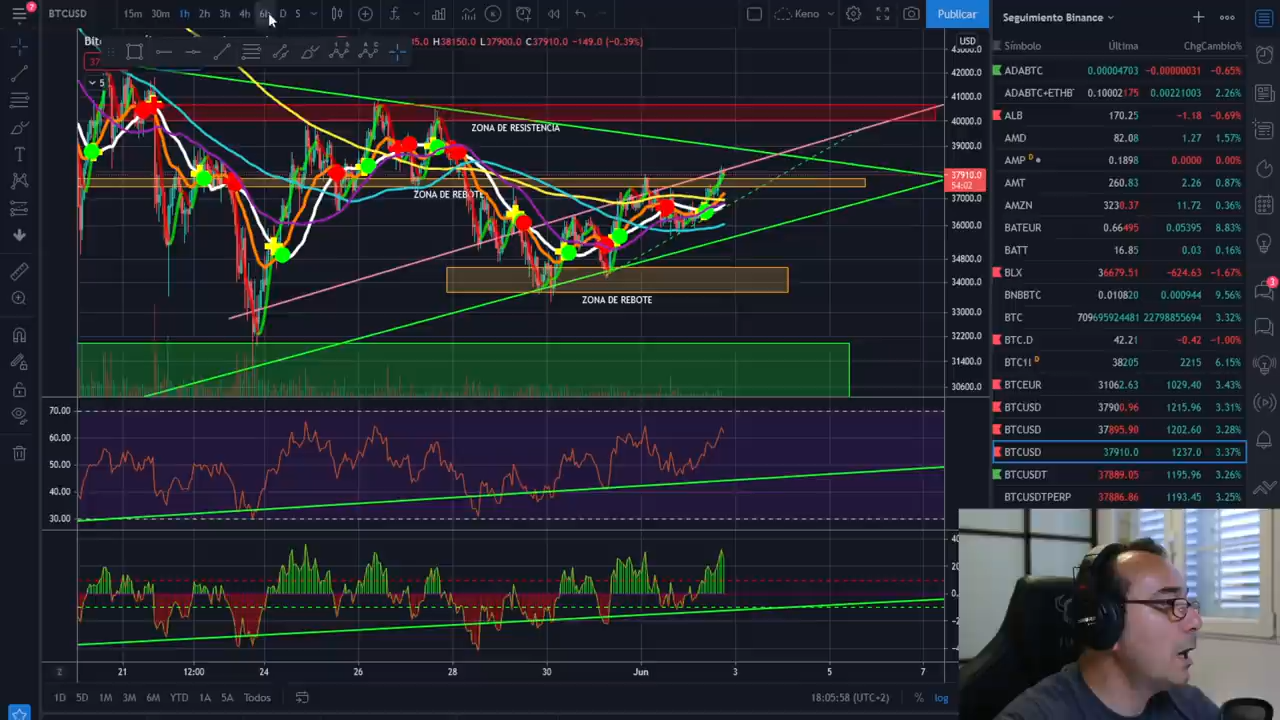 7
BTCUSD 15m 30m 1h 2h 3h 4h 6h D S Keno Publicar
Seguimiento Binance
5.0 H38150.0 L37900.0 C37910.0 −149.0 (−0.39%)
USD
5
ZONA DE RESISTENCIA
ZONA DE REBOTE
ZONA DE REBOTE
42000.0
41000.0
40000.0
39000.0
37910.0
54:02
37000.0
36000.0
34800.0
34000.0
33000.0
32200.0
31400.0
30600.0
70.00
60.00
50.00
40.00
30.00
21 12:00 24 26 28 30 Jun 3 5 7
1D 5D 1M 3M 6M YTD 1A 5A Todos
18:05:58 (UTC+2) % log
Símbolo Última Chg Cambio%
ADABTC 0.00004703 −0.00000031 −0.65%
ADABTC+ETHB 0.10002175 0.00221003 2.26%
ALB 170.25 −1.18 −0.69%
AMD 82.08 1.27 1.57%
AMP D 0.1898 0.0000 0.00%
AMT 260.83 2.26 0.87%
AMZN 3230.37 11.72 0.36%
BATEUR 0.66495 0.05395 8.83%
BATT 16.85 0.03 0.16%
BLX 36679.51 −624.63 −1.67%
BNBBTC 0.010820 0.000944 9.56%
BTC 709695924481 22798855694 3.32%
BTC.D 42.21 −0.42 −1.00%
BTC1! D 38205 2215 6.15%
BTCEUR 31062.63 1029.40 3.43%
BTCUSD 37900.96 1215.96 3.31%
BTCUSD 37895.90 1202.60 3.28%
BTCUSD 37910.0 1237.0 3.37%
BTCUSDT 37889.05 1195.96 3.26%
BTCUSDTPERP 37886.86 1193.45 3.25%
3